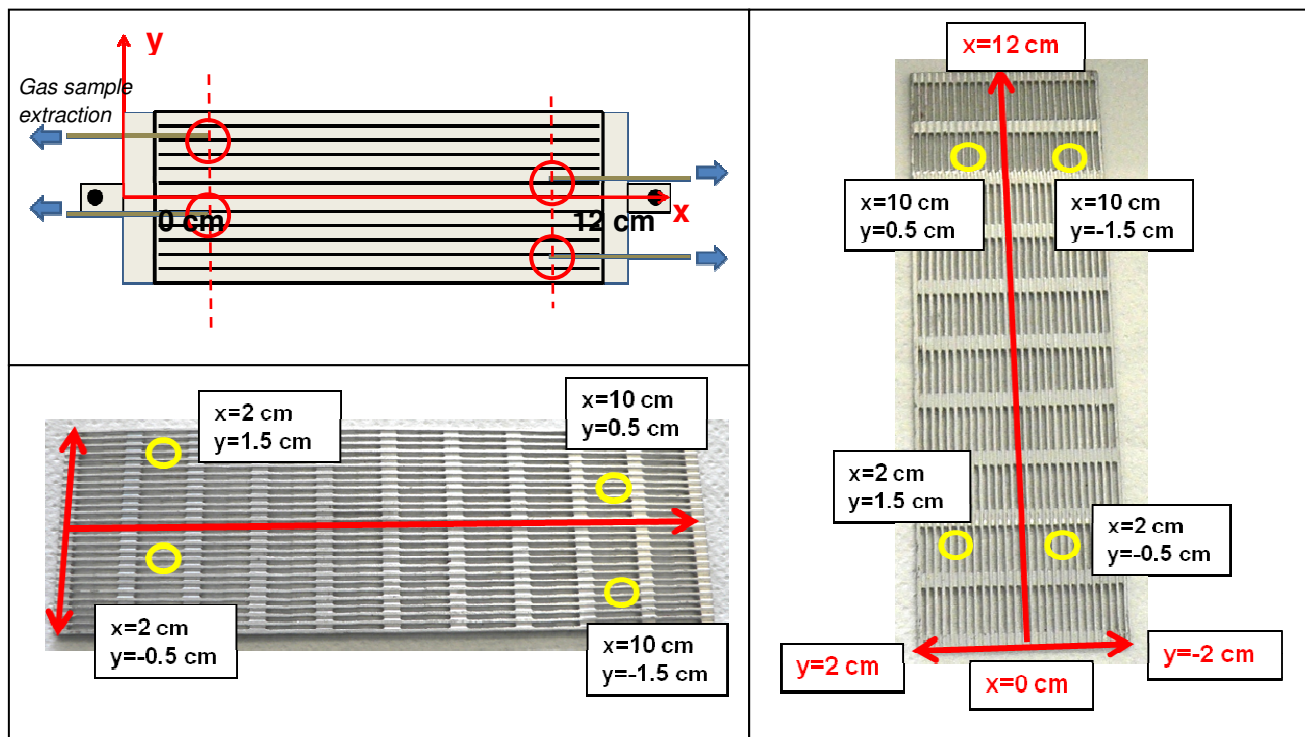 y
Gas sample
extraction
0 cm
12 cm
x
x=2 cm
y=1.5 cm
x=10 cm
y=0.5 cm
x=2 cm
y=-0.5 cm
x=10 cm
y=-1.5 cm
x=12 cm
x=10 cm
y=0.5 cm
x=10 cm
y=-1.5 cm
x=2 cm
y=1.5 cm
x=2 cm
y=-0.5 cm
y=2 cm
x=0 cm
y=-2 cm